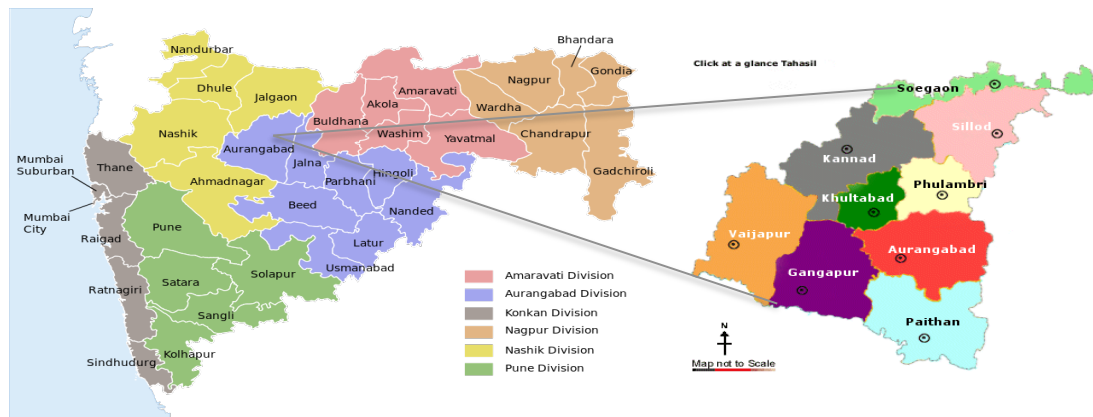 Nandurbar
Bhandara
Dhule
Jalgaon
Nagpur
Gondia
Amaravati
Akola
Buldhana
Wardha
Nashik
Washim
Yavatmal
Chandrapur
Aurangabad
Jalna
Hingoli
Parbhani
Gadchiroli
Mumbai
Suburban
Thane
Ahmadnagar
Beed
Nanded
Mumbai
City
Raigad
Pune
Latur
Usmanabad
Solapur
Ratnagiri
Satara
Sangli
Kolhapur
Sindhudurg
Amaravati Division
Aurangabad Division
Konkan Division
Nagpur Division
Nashik Division
Pune Division
Click at a glance Tahasil
Soegaon
Sillod
Kannad
Phulambri
Khultabad
Vaijapur
Aurangabad
Gangapur
Paithan
N
Map not to Scale